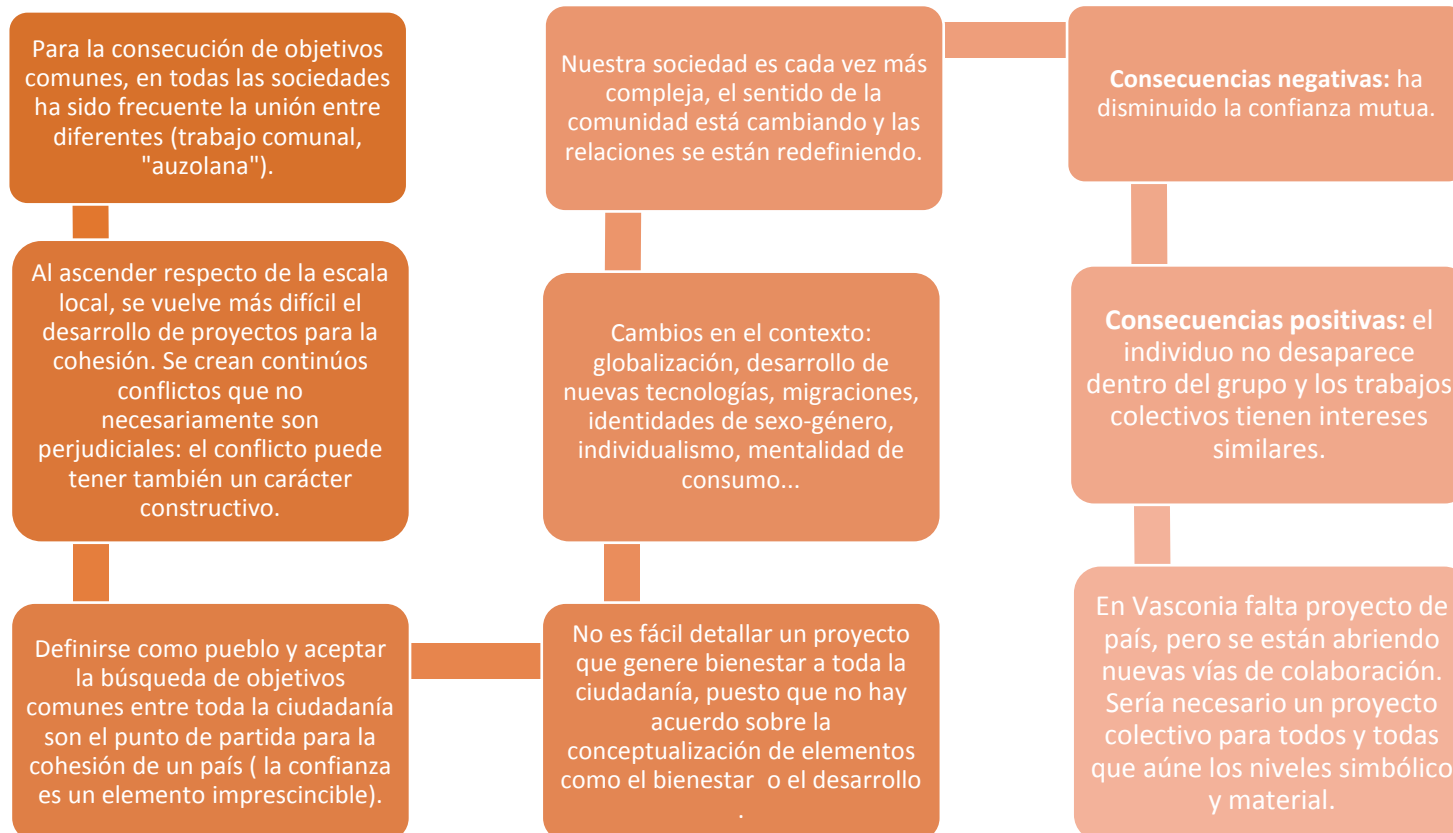 Para la consecución de objetivos
comunes, en todas las sociedades
ha sido frecuente la unión entre
diferentes (trabajo comunal,
"auzolana").
Al ascender respecto de la escala
local, se vuelve más difícil el
desarrollo de proyectos para la
cohesión. Se crean continúos
conflictos que no
necesariamente son
perjudiciales: el conflicto puede
tener también un carácter
constructivo.
Definirse como pueblo y aceptar
la búsqueda de objetivos
comunes entre toda la ciudadanía
son el punto de partida para la
cohesión de un país ( la confianza
es un elemento imprescincible).
No es fácil detallar un proyecto
que genere bienestar a toda la
ciudadanía, puesto que no hay
acuerdo sobre la
conceptualización de elementos
como el bienestar o el desarrollo
.
Cambios en el contexto:
globalización, desarrollo de
nuevas tecnologías, migraciones,
identidades de sexo-género,
individualismo, mentalidad de
consumo...
Nuestra sociedad es cada vez más
compleja, el sentido de la
comunidad está cambiando y las
relaciones se están redefiniendo.
Consecuencias negativas: ha
disminuido la confianza mutua.
Consecuencias positivas: el
individuo no desaparece
dentro del grupo y los trabajos
colectivos tienen intereses
similares.
En Vasconia falta proyecto de
país, pero se están abriendo
nuevas vías de colaboración.
Sería necesario un proyecto
colectivo para todos y todas
que aúne los niveles simbólico
y material.